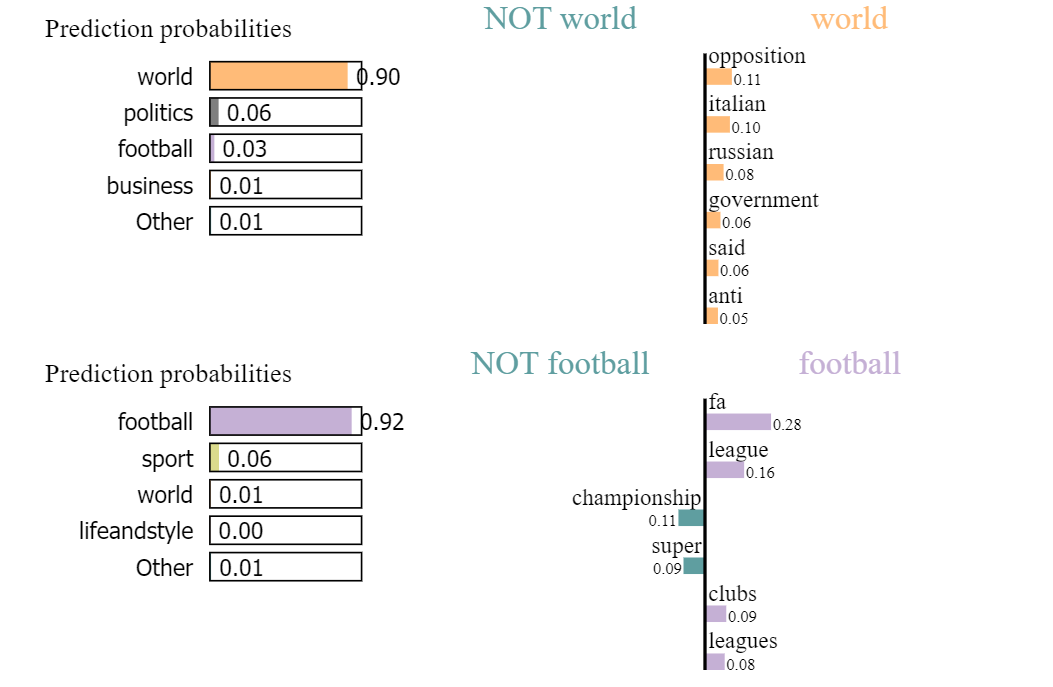 Prediction probabilities
world 0.90
politics 0.06
football 0.03
business 0.01
Other 0.01
NOT world
world
opposition
0.11
italian
0.10
russian
0.08
government
0.06
said
0.06
anti
0.05
Prediction probabilities
football 0.92
sport 0.06
world 0.01
lifeandstyle 0.00
Other 0.01
NOT football
football
fa
0.28
league
0.16
championship
0.11
super
0.09
clubs
0.09
leagues
0.08